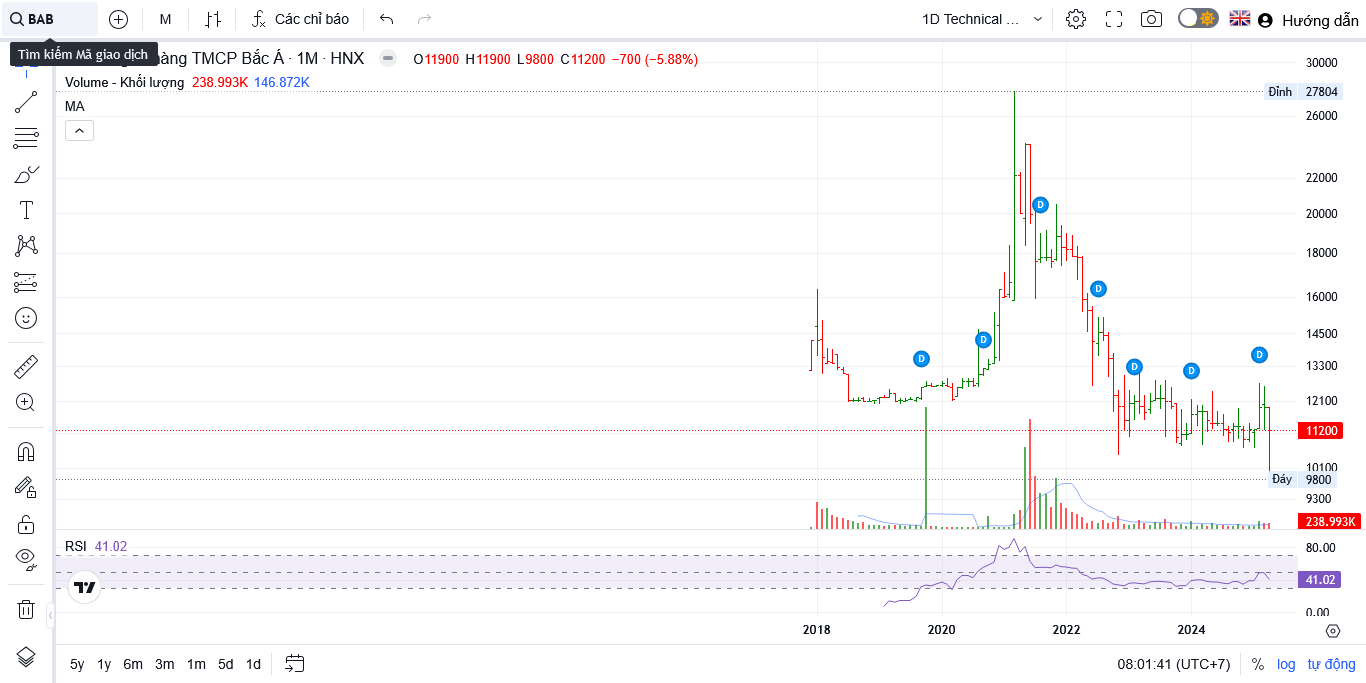 BAB
M
Các chỉ báo
1D Technical ...
Hướng dẫn
Tìm kiếm Mã giao dịch
hàng TMCP Bắc Á · 1M · HNX
O11900 H11900 L9800 C11200 −700 (−5.88%)
Volume - Khối lượng 238.993K 146.872K
MA
30000
Đỉnh 27804
26000
22000
20000
18000
16000
14500
13300
12100
11200
10100
Đáy 9800
9300
238.993K
D
D
D
D
D
D
D
RSI 41.02
80.00
41.02
0.00
2018 2020 2022 2024
5y 1y 6m 3m 1m 5d 1d
08:01:41 (UTC+7) % log tự động